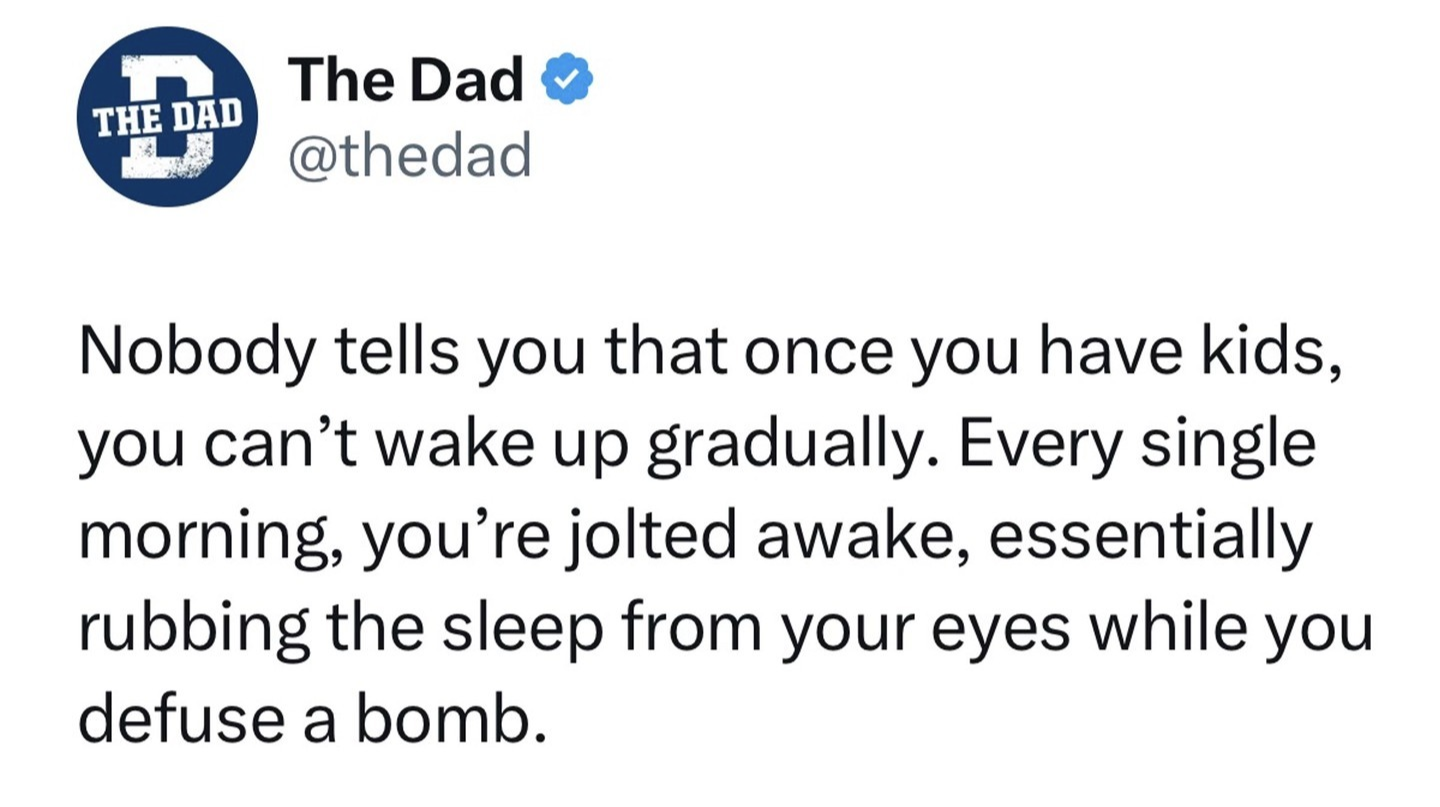 THE DAD
The Dad
@thedad
Nobody tells you that once you have kids,
you can’t wake up gradually. Every single
morning, you’re jolted awake, essentially
rubbing the sleep from your eyes while you
defuse a bomb.